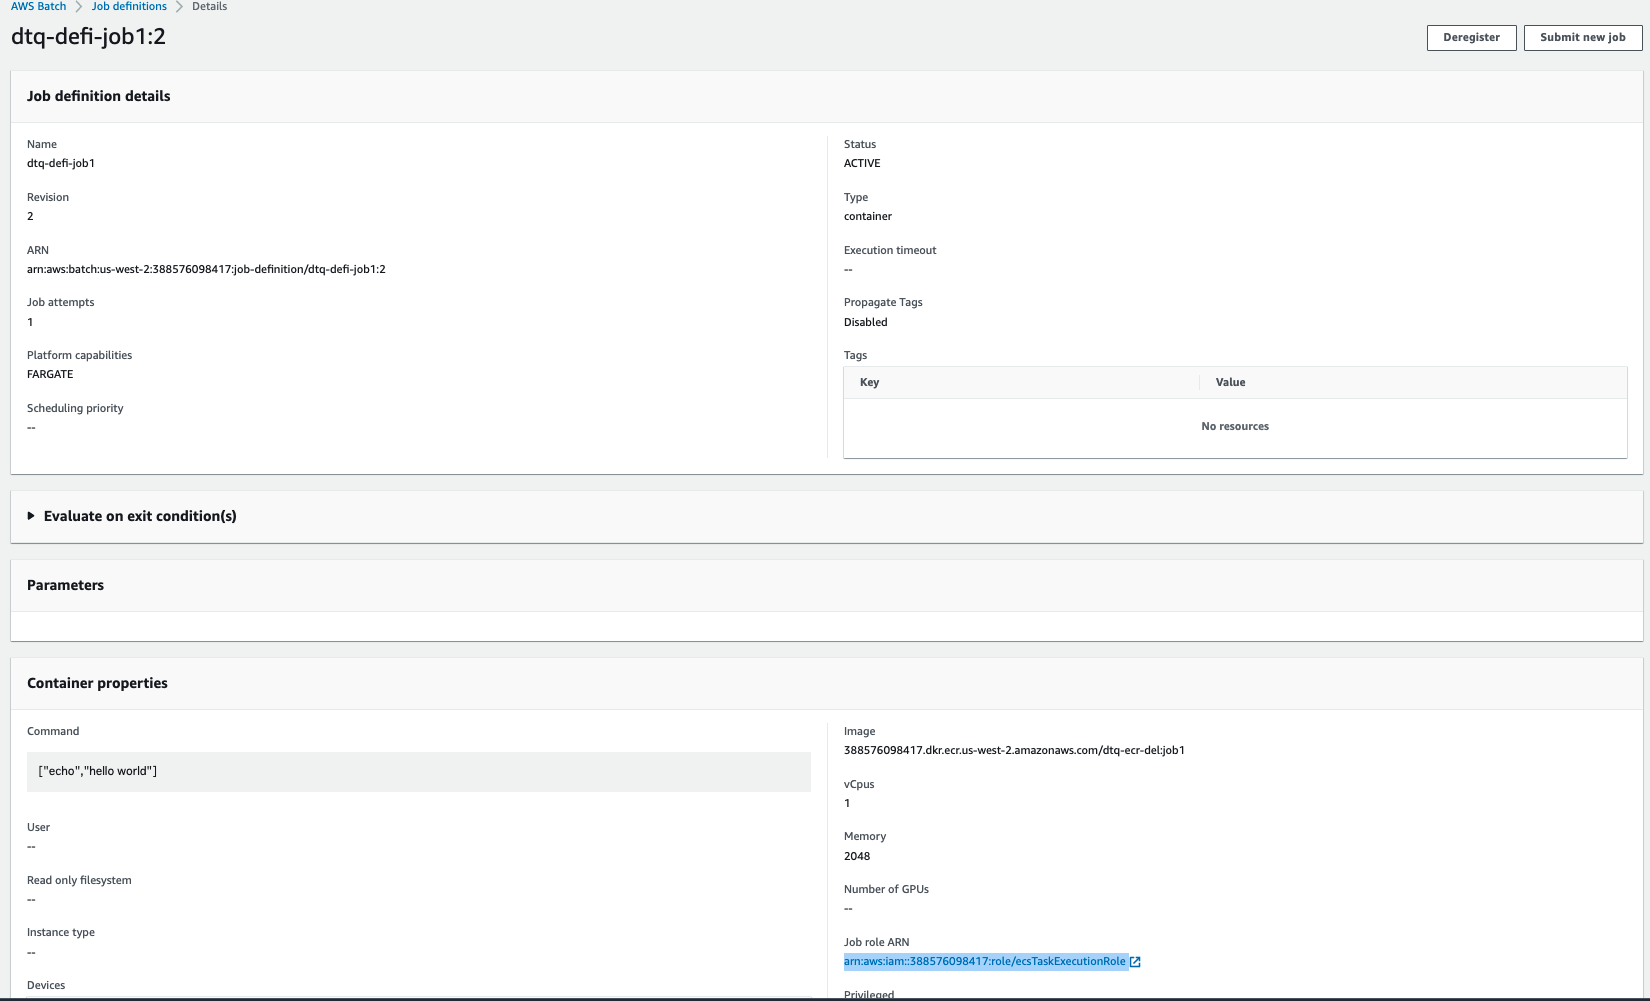 AWS Batch > Job definitions > Details
dtq-defi-job1:2
Deregister
Submit new job
Job definition details
Name
dtq-defi-job1
Revision
2
ARN
arn:aws:batch:us-west-2:388576098417:job-definition/dtq-defi-job1:2
Job attempts
1
Platform capabilities
FARGATE
Scheduling priority
--
Status
ACTIVE
Type
container
Execution timeout
--
Propagate Tags
Disabled
Tags
Key Value
No resources
Evaluate on exit condition(s)
Parameters
Container properties
Command
["echo","hello world"]
User
--
Read only filesystem
--
Instance type
--
Devices
Image
388576098417.dkr.ecr.us-west-2.amazonaws.com/dtq-ecr-del:job1
vCpus
1
Memory
2048
Number of GPUs
--
Job role ARN
arn:aws:iam::388576098417:role/ecsTaskExecutionRole
Privileged